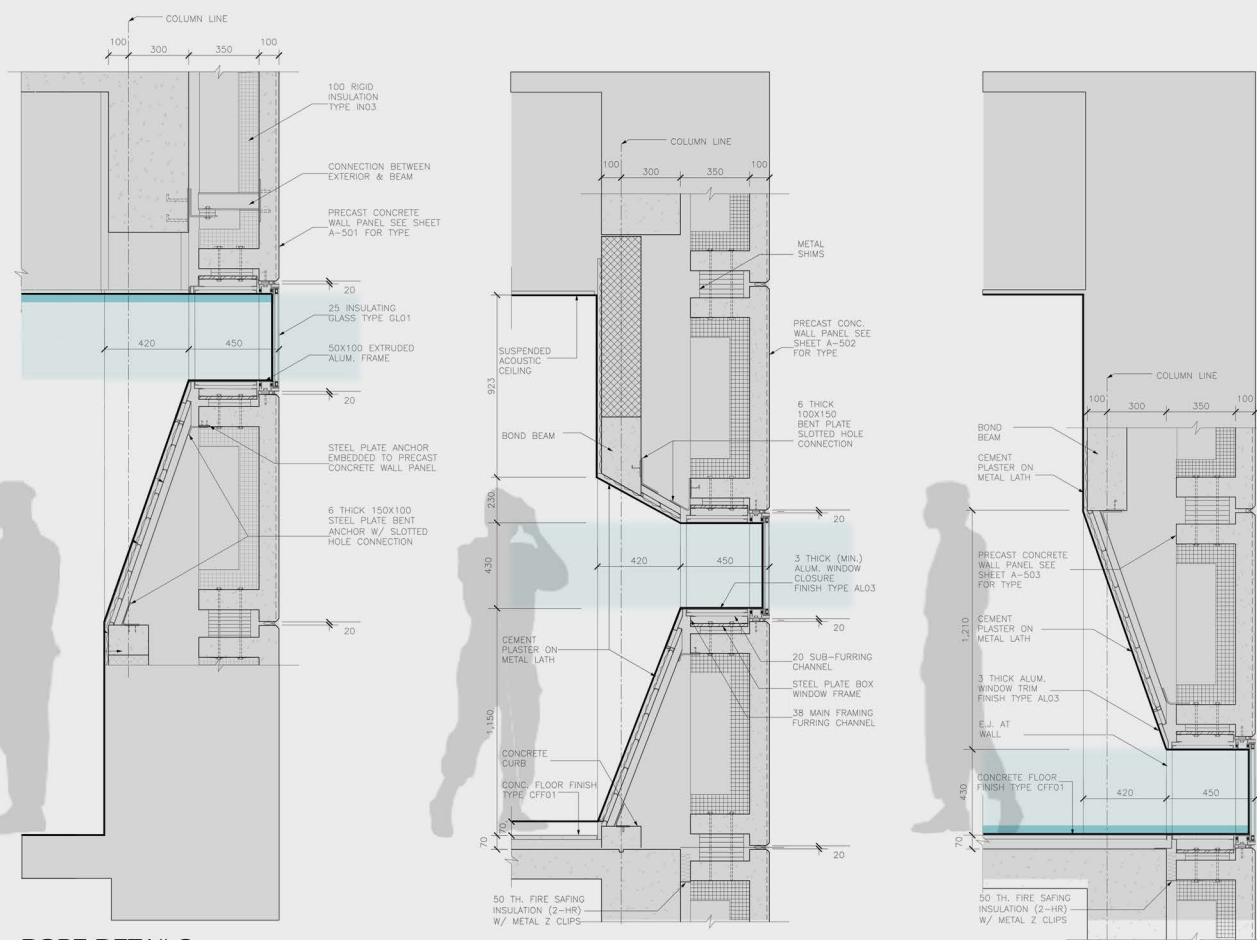 COLUMN LINE
100 300 350 100
100 RIGID
INSULATION
TYPE IN03
CONNECTION BETWEEN
EXTERIOR & BEAM
PRECAST CONCRETE
WALL PANEL SEE SHEET
A-501 FOR TYPE
20
25 INSULATING
GLASS TYPE GL01
50X100 EXTRUDED
ALUM. FRAME
420 450
20
STEEL PLATE ANCHOR
EMBEDDED TO PRECAST
CONCRETE WALL PANEL
6 THICK 150X100
STEEL PLATE BENT
ANCHOR W/ SLOTTED
HOLE CONNECTION
20
COLUMN LINE
100 300 350 100
METAL
SHIMS
PRECAST CONC.
WALL PANEL SEE
SHEET A-502
FOR TYPE
SUSPENDED
ACOUSTIC
CEILING
923
6 THICK
100X150
BENT PLATE
SLOTTED HOLE
CONNECTION
BOND BEAM
230
20
430
420 450
3 THICK (MIN.)
ALUM. WINDOW
CLOSURE
FINISH TYPE AL03
20
CEMENT
PLASTER ON
METAL LATH
20 SUB-FURRING
CHANNEL
STEEL PLATE BOX
WINDOW FRAME
38 MAIN FRAMING
FURRING CHANNEL
1,150
CONCRETE
CURB
CONC. FLOOR FINISH
TYPE CFF01
70
70
20
50 TH. FIRE SAFING
INSULATION (2-HR)
W/ METAL Z CLIPS
COLUMN LINE
100 300 350 100
BOND
BEAM
CEMENT
PLASTER ON
METAL LATH
PRECAST CONCRETE
WALL PANEL SEE
SHEET A-503
FOR TYPE
1,210
CEMENT
PLASTER ON
METAL LATH
3 THICK ALUM.
WINDOW TRIM
FINISH TYPE AL03
E.J. AT
WALL
CONCRETE FLOOR
FINISH TYPE CFF01
430
420 450
70
50 TH. FIRE SAFING
INSULATION (2-HR)
W/ METAL Z CLIPS